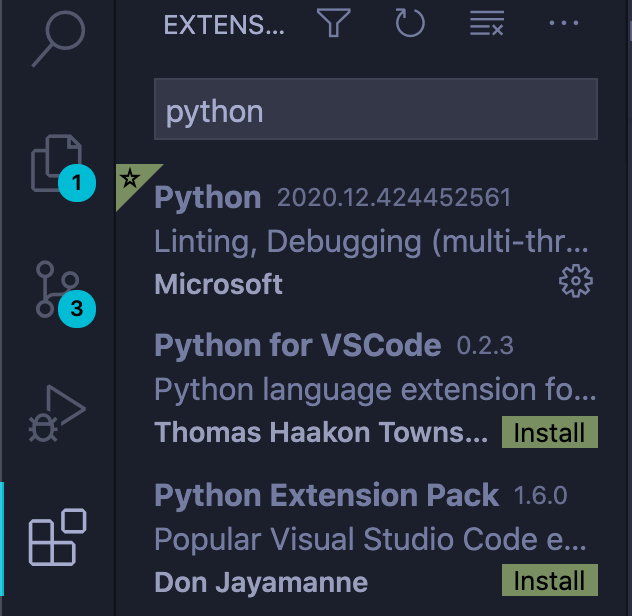 EXTENS...
python
1
Python 2020.12.424452561
Linting, Debugging (multi-thr...
Microsoft
3
Python for VSCode 0.2.3
Python language extension fo...
Thomas Haakon Towns... Install
Python Extension Pack 1.6.0
Popular Visual Studio Code e...
Don Jayamanne Install